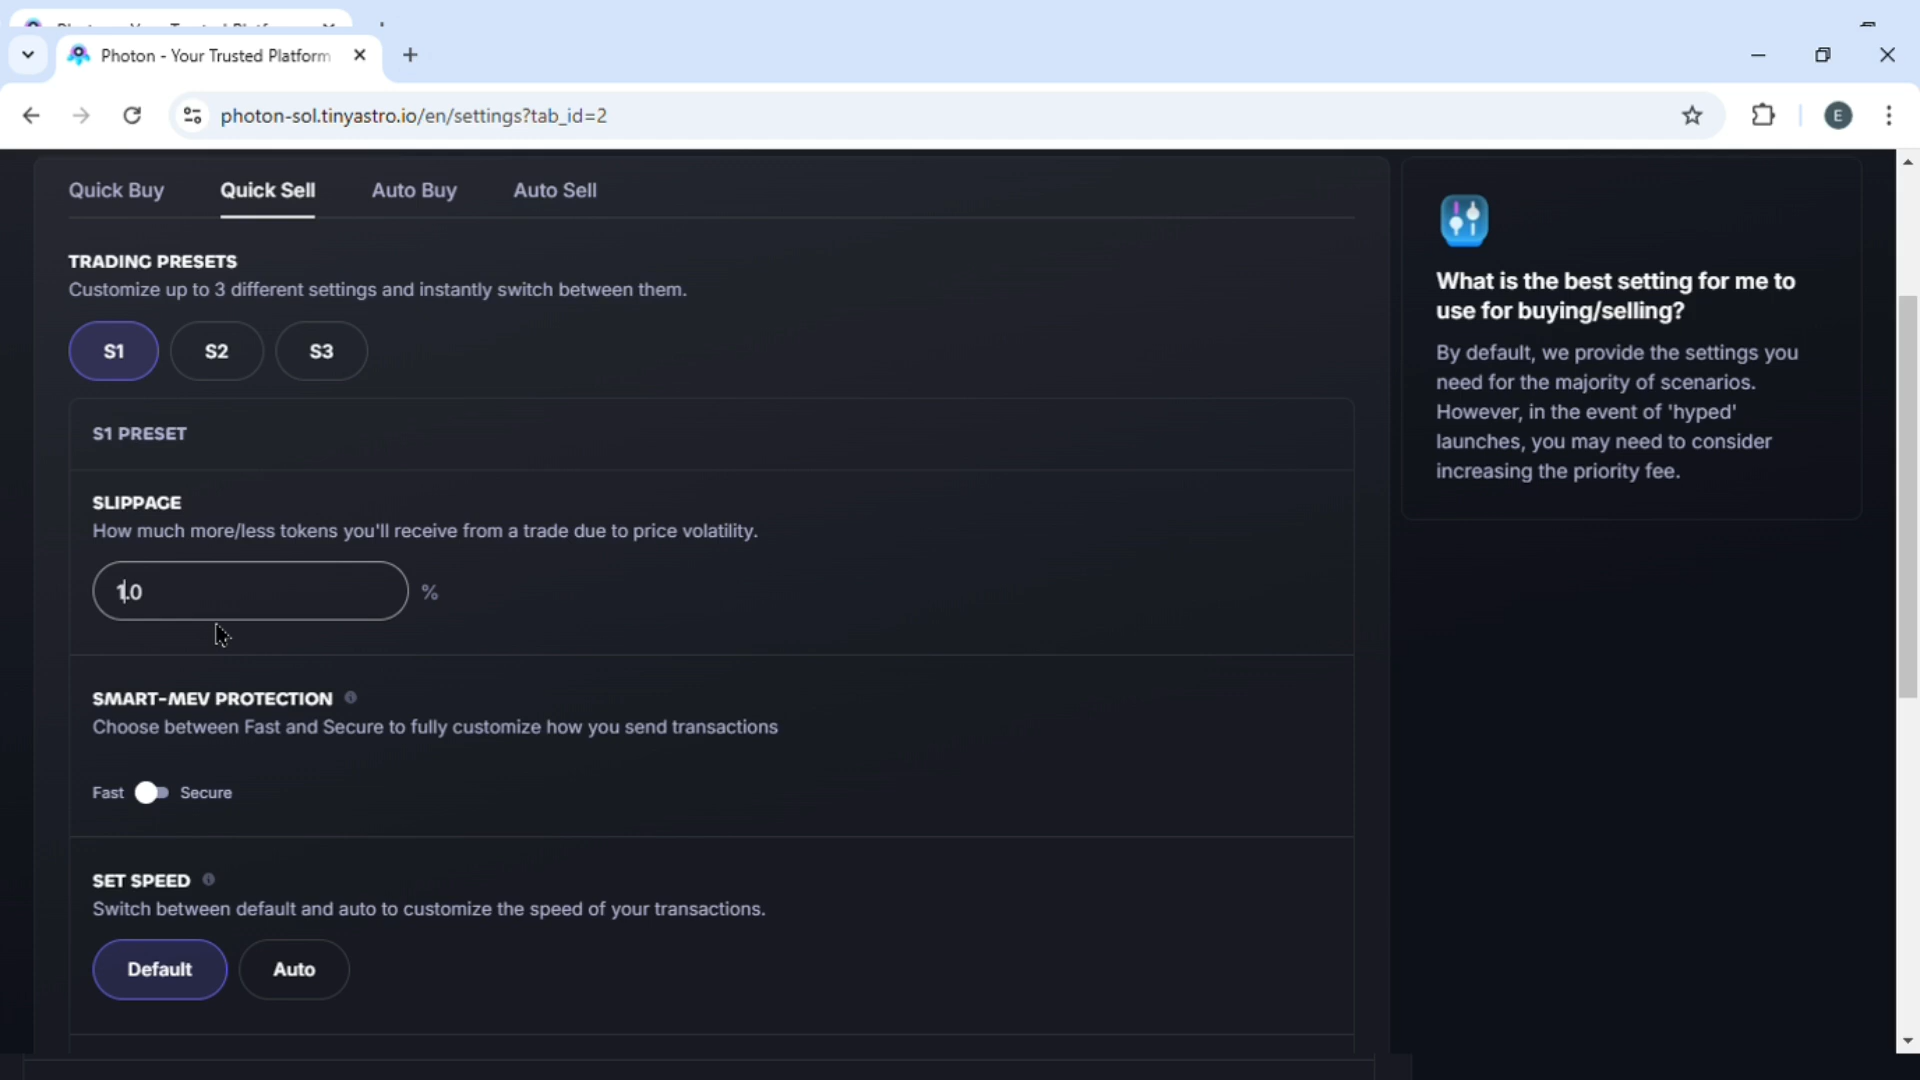 Photon - Your Trusted Platform
photon-sol.tinyastro.io/en/settings?tab_id=2
E
Quick Buy Quick Sell Auto Buy Auto Sell
TRADING PRESETS
Customize up to 3 different settings and instantly switch between them.
S1 S2 S3
S1 PRESET
SLIPPAGE
How much more/less tokens you'll receive from a trade due to price volatility.
10 %
SMART-MEV PROTECTION
Choose between Fast and Secure to fully customize how you send transactions
Fast Secure
SET SPEED
Switch between default and auto to customize the speed of your transactions.
Default Auto
What is the best setting for me to
use for buying/selling?
By default, we provide the settings you
need for the majority of scenarios.
However, in the event of 'hyped'
launches, you may need to consider
increasing the priority fee.